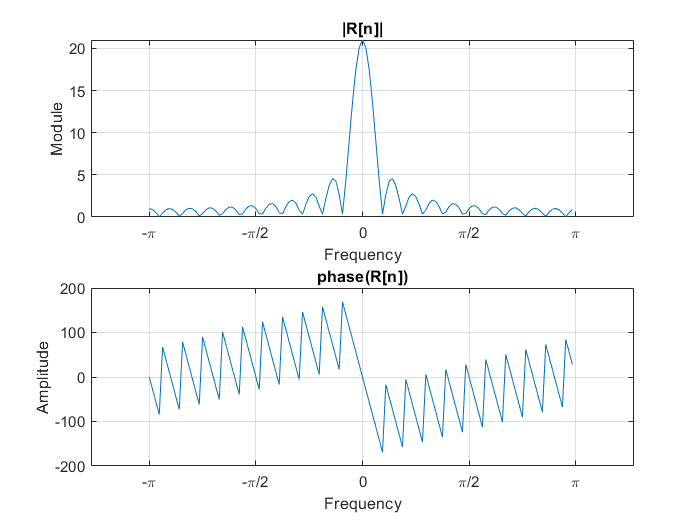 |R[n]|
20
15
10
5
0
Module
-π
-π/2
0
π/2
π
Frequency
phase(R[n])
200
100
0
-100
-200
Amplitude
-π
-π/2
0
π/2
π
Frequency